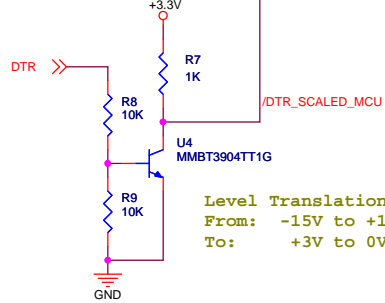 +3.3V
DTR
R7
1K
R8
10K
/DTR_SCALED_MCU
U4
MMBT3904TT1G
R9
10K
Level Translation
From: -15V to +1
To: +3V to 0V
GND